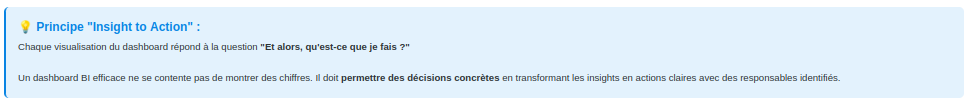 💡 Principe "Insight to Action" :
Chaque visualisation du dashboard répond à la question "Et alors, qu'est-ce que je fais ?"
Un dashboard BI efficace ne se contente pas de montrer des chiffres. Il doit permettre des décisions concrètes en transformant les insights en actions claires avec des responsables identifiés.